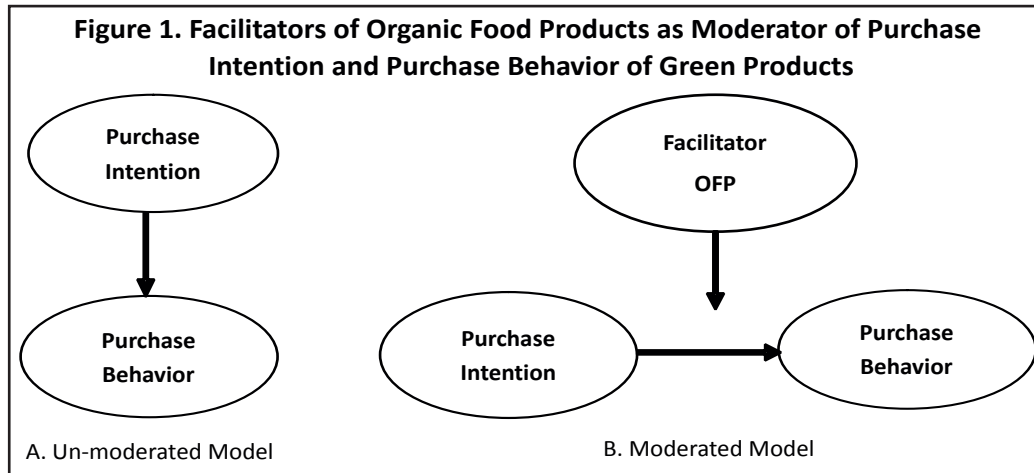 Figure 1. Facilitators of Organic Food Products as Moderator of Purchase
Intention and Purchase Behavior of Green Products
Purchase
Intention
Purchase
Behavior
A. Un-moderated Model
Facilitator
OFP
Purchase
Intention
Purchase
Behavior
B. Moderated Model